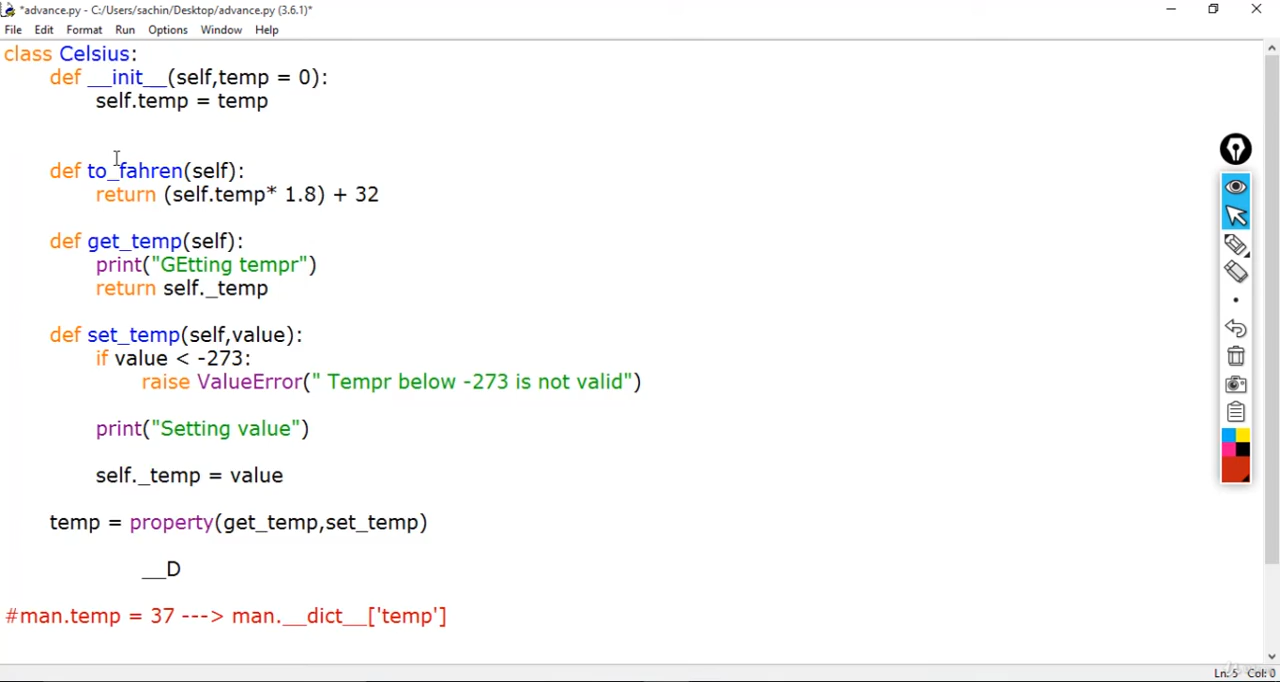 *advance.py - C:/Users/sachin/Desktop/advance.py (3.6.1)*
File Edit Format Run Options Window Help
class Celsius:
def __init__(self,temp = 0):
self.temp = temp
def to_fahren(self):
return (self.temp* 1.8) + 32
def get_temp(self):
print("GEtting tempr")
return self._temp
def set_temp(self,value):
if value < -273:
raise ValueError(" Tempr below -273 is not valid")
print("Setting value")
self._temp = value
temp = property(get_temp,set_temp)
__D
#man.temp = 37 ---> man.__dict__['temp']
Ln: 5 Col: 0